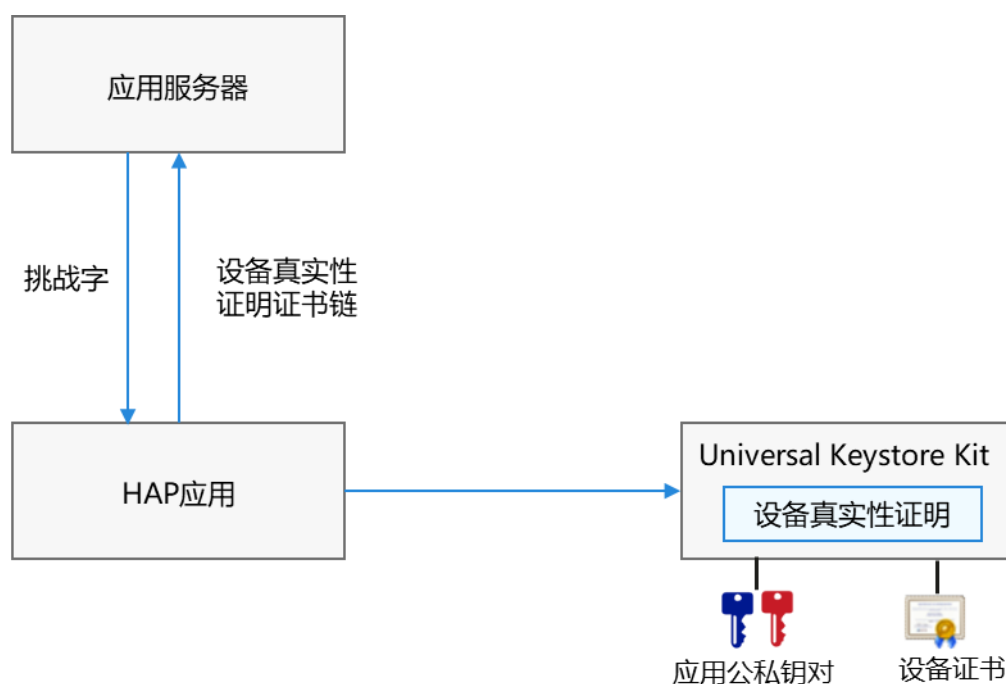 应用服务器
挑战字
设备真实性
证明证书链
HAP应用
Universal Keystore Kit
设备真实性证明
应用公私钥对
设备证书